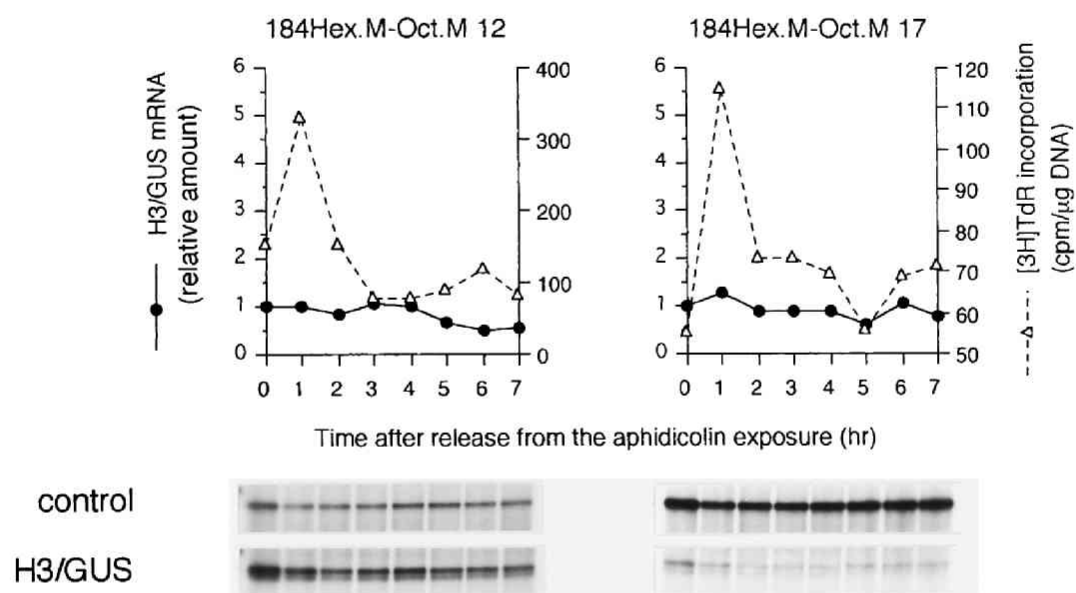 184Hex.M-Oct.M 12
184Hex.M-Oct.M 17
H3/GUS mRNA
(relative amount)
6
5
4
3
2
1
0
400
300
200
100
0
0 1 2 3 4 5 6 7
6
5
4
3
2
1
0
120
110
100
90
80
70
60
50
0 1 2 3 4 5 6 7
[3H]TdR incorporation
(cpm/µg DNA)
Time after release from the aphidicolin exposure (hr)
control
H3/GUS